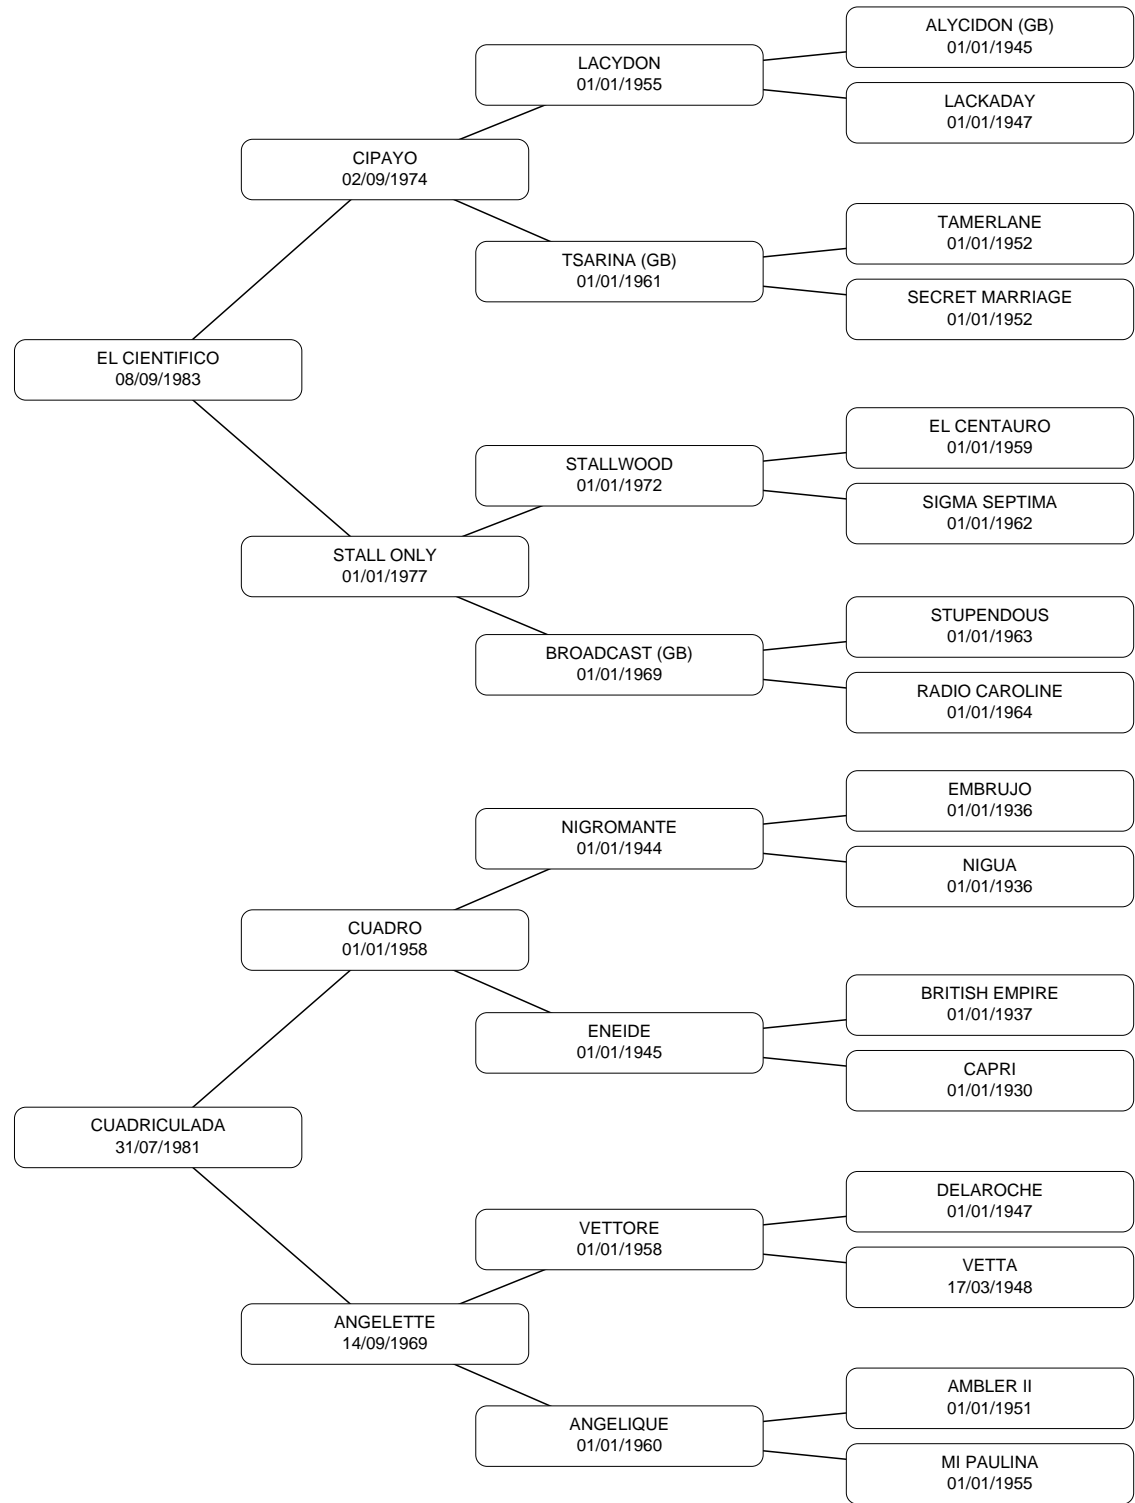 ALYCIDON (GB)
01/01/1945
LACYDON
01/01/1955
LACKADAY
01/01/1947
CIPAYO
02/09/1974
TAMERLANE
01/01/1952
TSARINA (GB)
01/01/1961
SECRET MARRIAGE
01/01/1952
EL CIENTIFICO
08/09/1983
EL CENTAURO
01/01/1959
STALLWOOD
01/01/1972
SIGMA SEPTIMA
01/01/1962
STALL ONLY
01/01/1977
STUPENDOUS
01/01/1963
BROADCAST (GB)
01/01/1969
RADIO CAROLINE
01/01/1964
EMBRUJO
01/01/1936
NIGROMANTE
01/01/1944
NIGUA
01/01/1936
CUADRO
01/01/1958
BRITISH EMPIRE
01/01/1937
ENEIDE
01/01/1945
CAPRI
01/01/1930
CUADRICULADA
31/07/1981
DELAROCHE
01/01/1947
VETTORE
01/01/1958
VETTA
17/03/1948
ANGELETTE
14/09/1969
AMBLER II
01/01/1951
ANGELIQUE
01/01/1960
MI PAULINA
01/01/1955